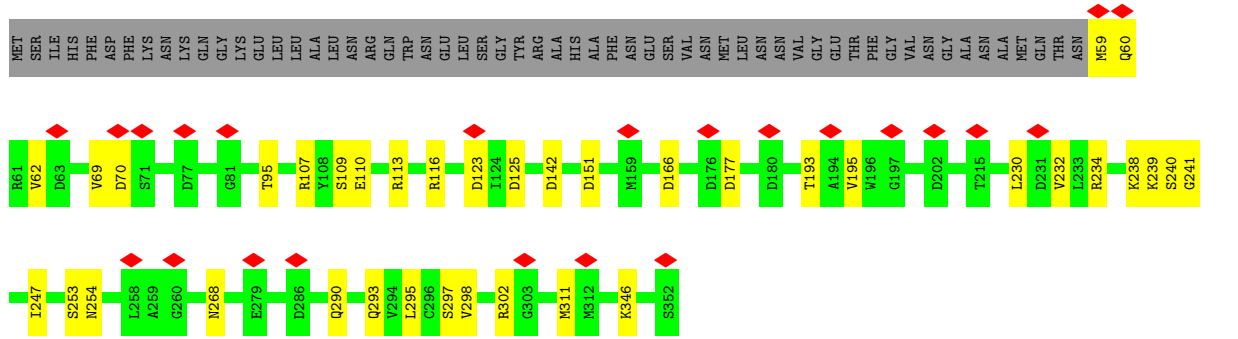 MET SER ILE HIS PHE ASP PHE LYS ASN LYS GLN GLY LYS GLU LEU LEU ALA LEU ASN ARG GLN TRP ASN GLU LEU SER GLY TYR ARG ALA HIS ALA PHE ASN GLU SER VAL ASN MET LEU ASN ASN VAL GLY GLU THR PHE GLY VAL ASN GLY ALA ASN ALA MET GLN THR ASN M59 Q60
R61 V62 D63 V69 D70 S71 D77 G81 T95 R107 Y108 S109 E110 R113 R116 D123 I124 D125 D142 D151 M159 D166 D176 D177 D180 T193 A194 V195 W196 G197 D202 T215 L230 D231 V232 L233 R234 K238 K239 S240 G241
I247 S253 N254 L258 A259 G260 N268 E279 D286 Q290 Q293 V294 L295 C296 S297 V298 R302 G303 M311 M312 K346 S352